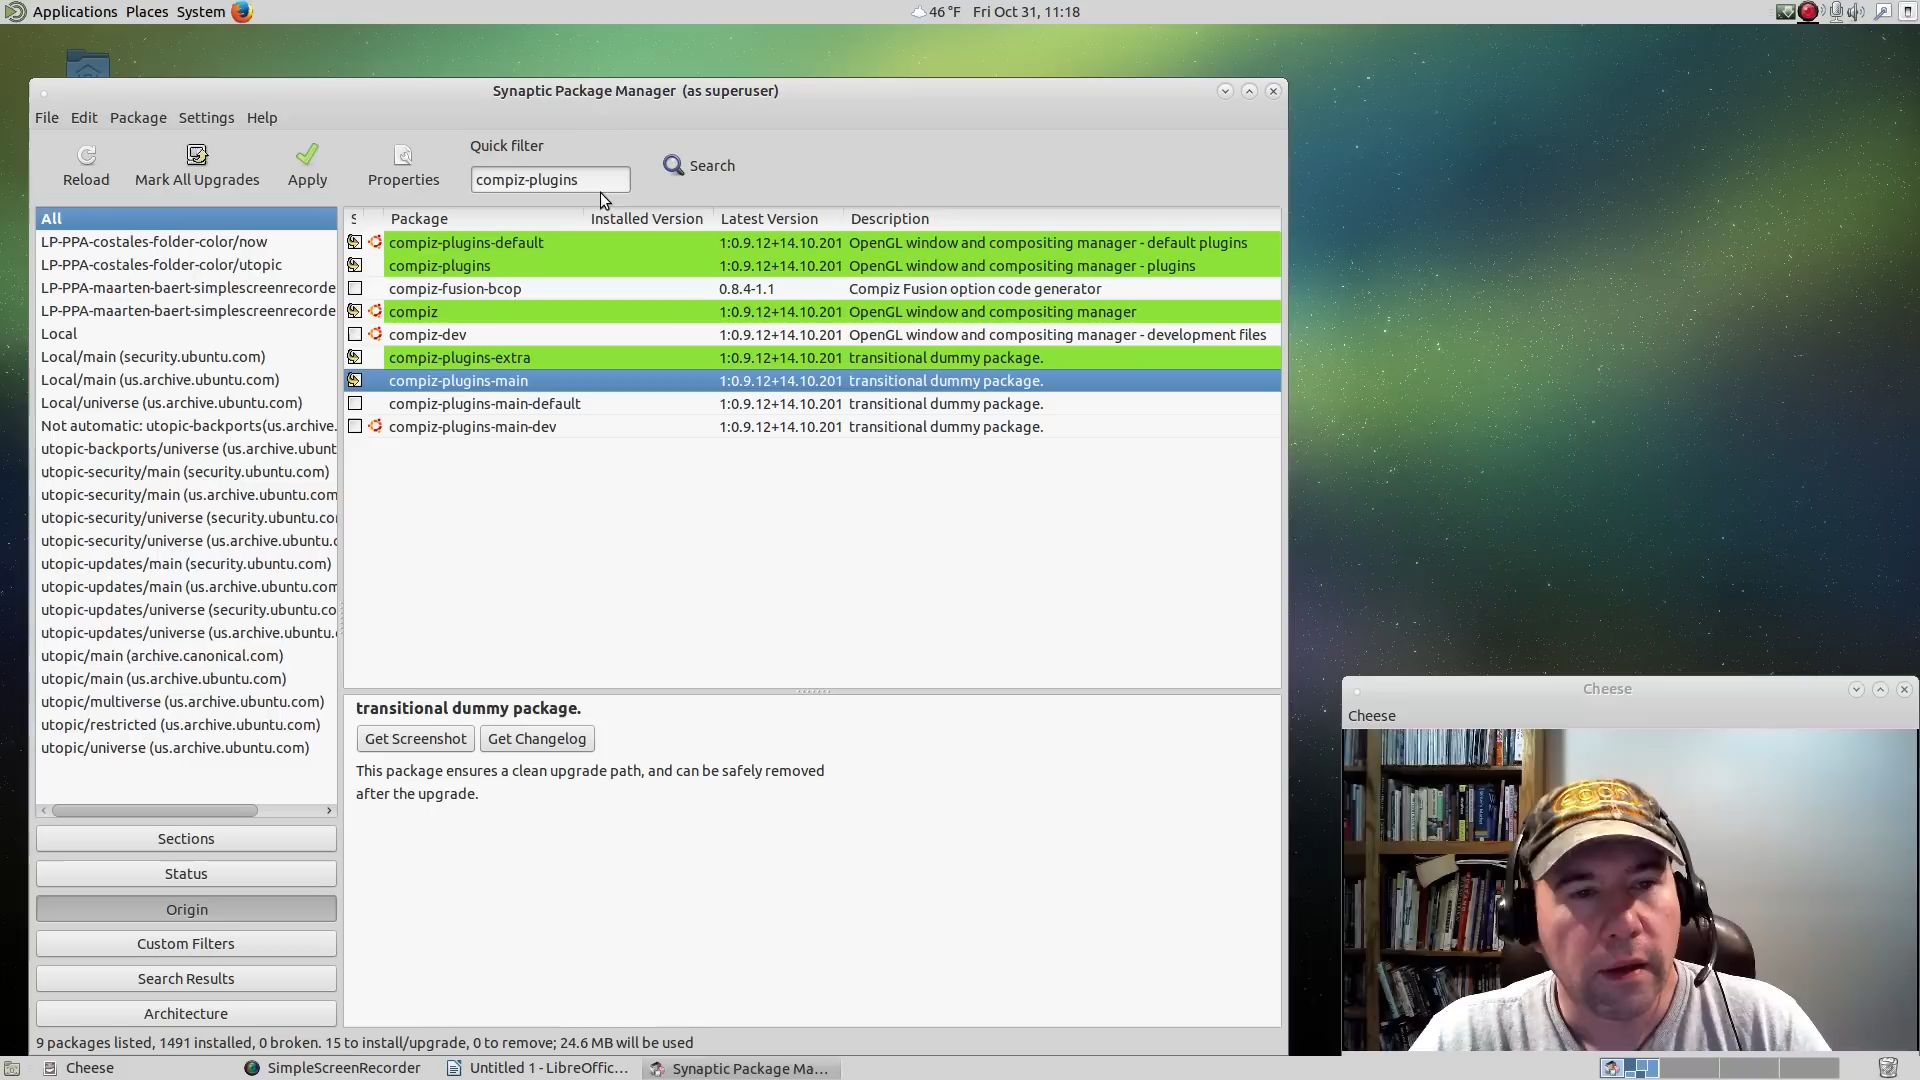 Applications Places System
46 °F Fri Oct 31, 11:18
Synaptic Package Manager (as superuser)
File Edit Package Settings Help
Reload
Mark All Upgrades
Apply
Properties
Quick filter
compiz-plugins
Search
All
LP-PPA-costales-folder-color/now
LP-PPA-costales-folder-color/utopic
LP-PPA-maarten-baert-simplescreenrecorde
LP-PPA-maarten-baert-simplescreenrecorde
Local
Local/main (security.ubuntu.com)
Local/main (us.archive.ubuntu.com)
Local/universe (us.archive.ubuntu.com)
Not automatic: utopic-backports(us.archive.
utopic-backports/universe (us.archive.ubunt
utopic-security/main (security.ubuntu.com)
utopic-security/main (us.archive.ubuntu.com
utopic-security/universe (security.ubuntu.co
utopic-security/universe (us.archive.ubuntu.c
utopic-updates/main (security.ubuntu.com)
utopic-updates/main (us.archive.ubuntu.com
utopic-updates/universe (security.ubuntu.co
utopic-updates/universe (us.archive.ubuntu.
utopic/main (archive.canonical.com)
utopic/main (us.archive.ubuntu.com)
utopic/multiverse (us.archive.ubuntu.com)
utopic/restricted (us.archive.ubuntu.com)
utopic/universe (us.archive.ubuntu.com)
Sections
Status
Origin
Custom Filters
Search Results
Architecture
S Package Installed Version Latest Version Description
compiz-plugins-default 1:0.9.12+14.10.201 OpenGL window and compositing manager - default plugins
compiz-plugins 1:0.9.12+14.10.201 OpenGL window and compositing manager - plugins
compiz-fusion-bcop 0.8.4-1.1 Compiz Fusion option code generator
compiz 1:0.9.12+14.10.201 OpenGL window and compositing manager
compiz-dev 1:0.9.12+14.10.201 OpenGL window and compositing manager - development files
compiz-plugins-extra 1:0.9.12+14.10.201 transitional dummy package.
compiz-plugins-main 1:0.9.12+14.10.201 transitional dummy package.
compiz-plugins-main-default 1:0.9.12+14.10.201 transitional dummy package.
compiz-plugins-main-dev 1:0.9.12+14.10.201 transitional dummy package.
transitional dummy package.
Get Screenshot Get Changelog
This package ensures a clean upgrade path, and can be safely removed
after the upgrade.
9 packages listed, 1491 installed, 0 broken. 15 to install/upgrade, 0 to remove; 24.6 MB will be used
Cheese
Cheese
Cheese SimpleScreenRecorder Untitled 1 - LibreOffic... Synaptic Package Ma...